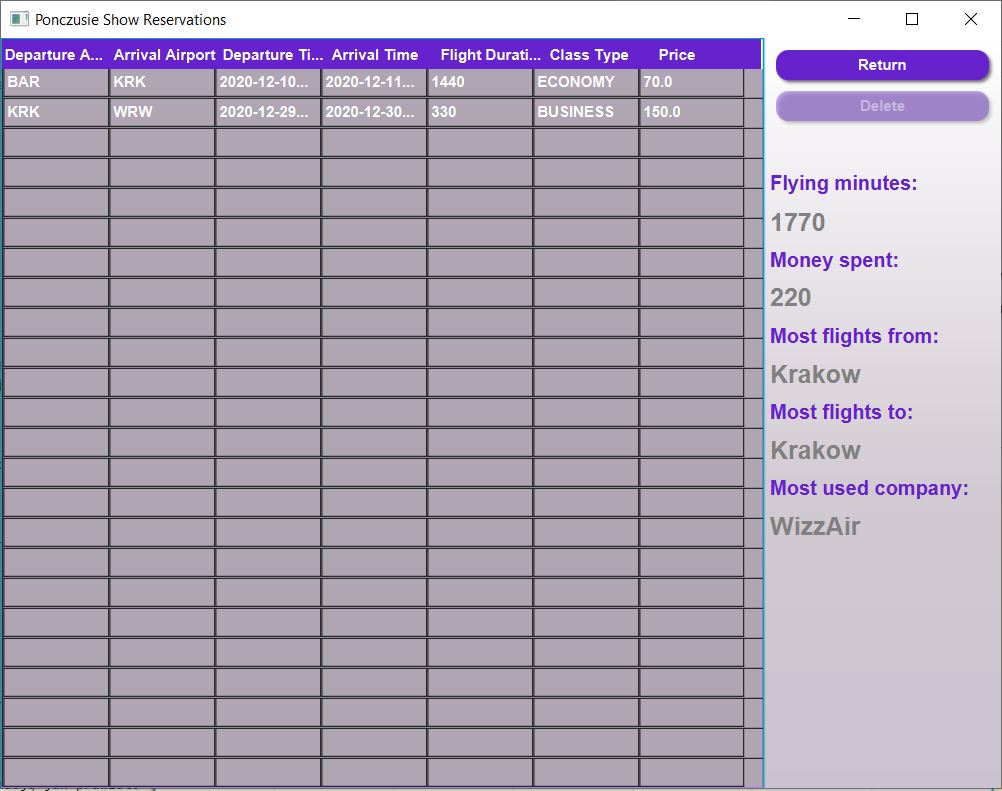 Ponczusie Show Reservations
Departure A... Arrival Airport Departure Ti... Arrival Time Flight Durati... Class Type Price
BAR KRK 2020-12-10... 2020-12-11... 1440 ECONOMY 70.0
KRK WRW 2020-12-29... 2020-12-30... 330 BUSINESS 150.0
Return
Delete
Flying minutes:
1770
Money spent:
220
Most flights from:
Krakow
Most flights to:
Krakow
Most used company:
WizzAir